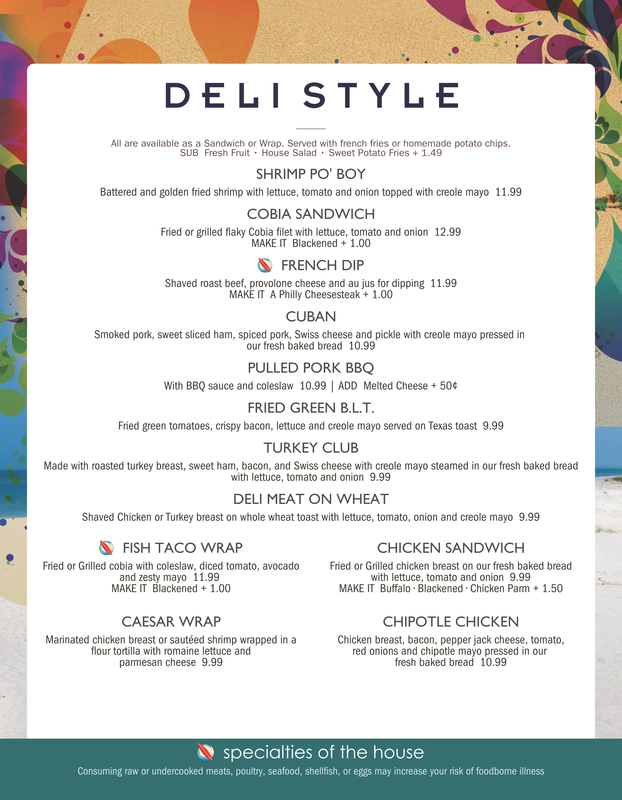 DELI STYLE
All are available as a Sandwich or Wrap. Served with french fries or homemade potato chips.
SUB Fresh Fruit · House Salad · Sweet Potato Fries + 1.49
SHRIMP PO' BOY
Battered and golden fried shrimp with lettuce, tomato and onion topped with creole mayo 11.99
COBIA SANDWICH
Fried or grilled flaky Cobia filet with lettuce, tomato and onion 12.99
MAKE IT Blackened + 1.00
FRENCH DIP
Shaved roast beef, provolone cheese and au jus for dipping 11.99
MAKE IT A Philly Cheesesteak + 1.00
CUBAN
Smoked pork, sweet sliced ham, spiced pork, Swiss cheese and pickle with creole mayo pressed in
our fresh baked bread 10.99
PULLED PORK BBQ
With BBQ sauce and coleslaw 10.99 | ADD Melted Cheese + 50¢
FRIED GREEN B.L.T.
Fried green tomatoes, crispy bacon, lettuce and creole mayo served on Texas toast 9.99
TURKEY CLUB
Made with roasted turkey breast, sweet ham, bacon, and Swiss cheese with creole mayo steamed in our fresh baked bread
with lettuce, tomato and onion 9.99
DELI MEAT ON WHEAT
Shaved Chicken or Turkey breast on whole wheat toast with lettuce, tomato, onion and creole mayo 9.99
FISH TACO WRAP
Fried or Grilled cobia with coleslaw, diced tomato, avocado
and zesty mayo 11.99
MAKE IT Blackened + 1.00
CHICKEN SANDWICH
Fried or Grilled chicken breast on our fresh baked bread
with lettuce, tomato and onion 9.99
MAKE IT Buffalo · Blackened · Chicken Parm + 1.50
CAESAR WRAP
Marinated chicken breast or sautéed shrimp wrapped in a
flour tortilla with romaine lettuce and
parmesan cheese 9.99
CHIPOTLE CHICKEN
Chicken breast, bacon, pepper jack cheese, tomato,
red onions and chipotle mayo pressed in our
fresh baked bread 10.99
specialties of the house
Consuming raw or undercooked meats, poultry, seafood, shellfish, or eggs may increase your risk of foodborne illness